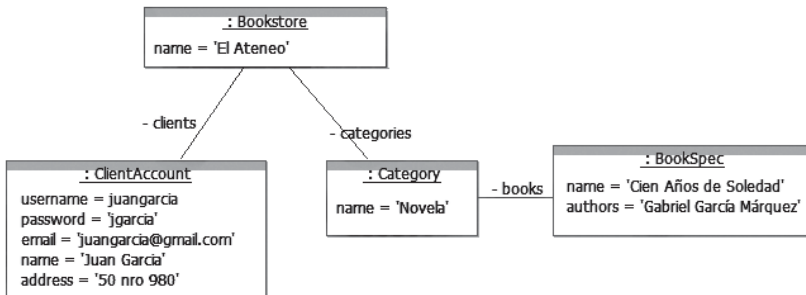 : Bookstore
name = 'El Ateneo'
- clients
- categories
: ClientAccount
username = juangarcia
password = 'jgarcia'
email = 'juangarcia@gmail.com'
name = 'Juan Garcia'
address = '50 nro 980'
: Category
name = 'Novela'
- books
: BookSpec
name = 'Cien Años de Soledad'
authors = 'Gabriel García Márquez'